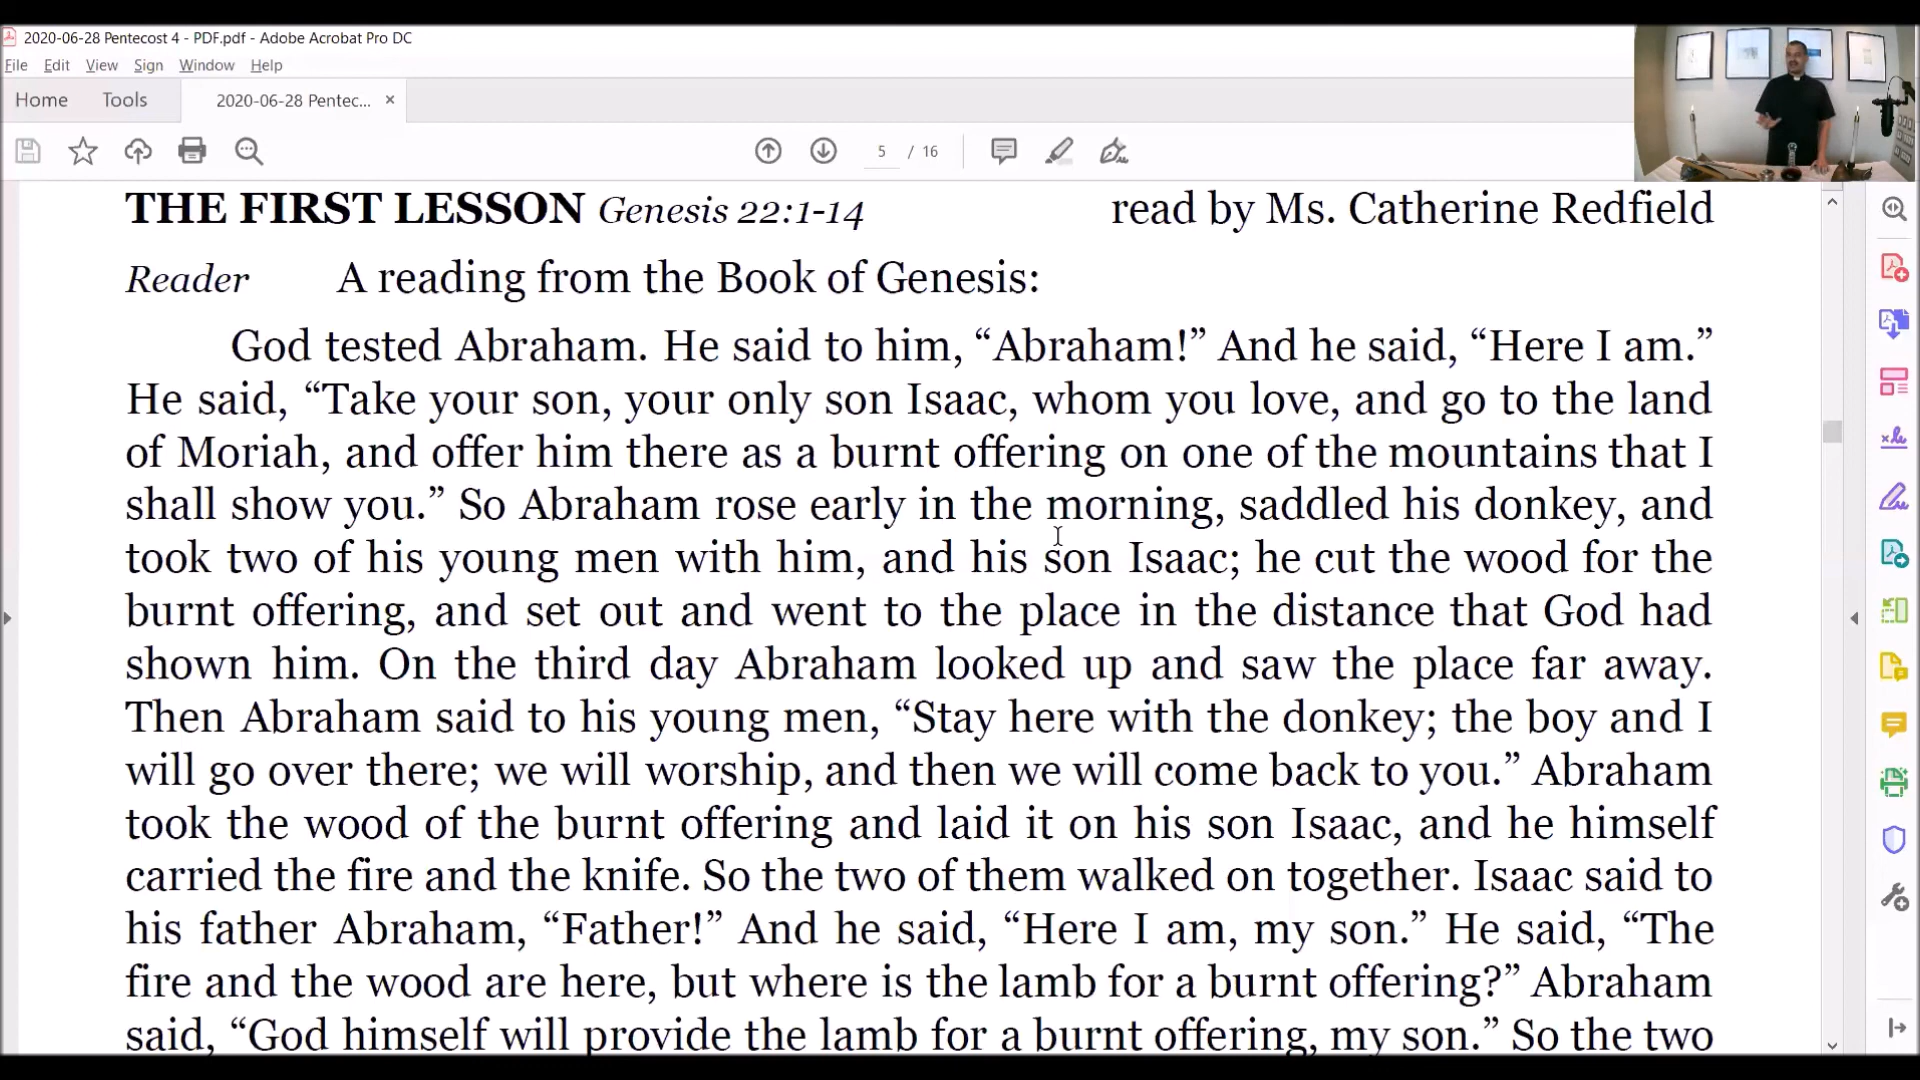 2020-06-28 Pentecost 4 - PDF.pdf - Adobe Acrobat Pro DC
File Edit View Sign Window Help
Home Tools 2020-06-28 Pentec... ×
5 / 16
THE FIRST LESSON Genesis 22:1-14 read by Ms. Catherine Redfield
Reader A reading from the Book of Genesis:
God tested Abraham. He said to him, “Abraham!” And he said, “Here I am.”
He said, “Take your son, your only son Isaac, whom you love, and go to the land
of Moriah, and offer him there as a burnt offering on one of the mountains that I
shall show you.” So Abraham rose early in the morning, saddled his donkey, and
took two of his young men with him, and his son Isaac; he cut the wood for the
burnt offering, and set out and went to the place in the distance that God had
shown him. On the third day Abraham looked up and saw the place far away.
Then Abraham said to his young men, “Stay here with the donkey; the boy and I
will go over there; we will worship, and then we will come back to you.” Abraham
took the wood of the burnt offering and laid it on his son Isaac, and he himself
carried the fire and the knife. So the two of them walked on together. Isaac said to
his father Abraham, “Father!” And he said, “Here I am, my son.” He said, “The
fire and the wood are here, but where is the lamb for a burnt offering?” Abraham
said, “God himself will provide the lamb for a burnt offering, my son.” So the two